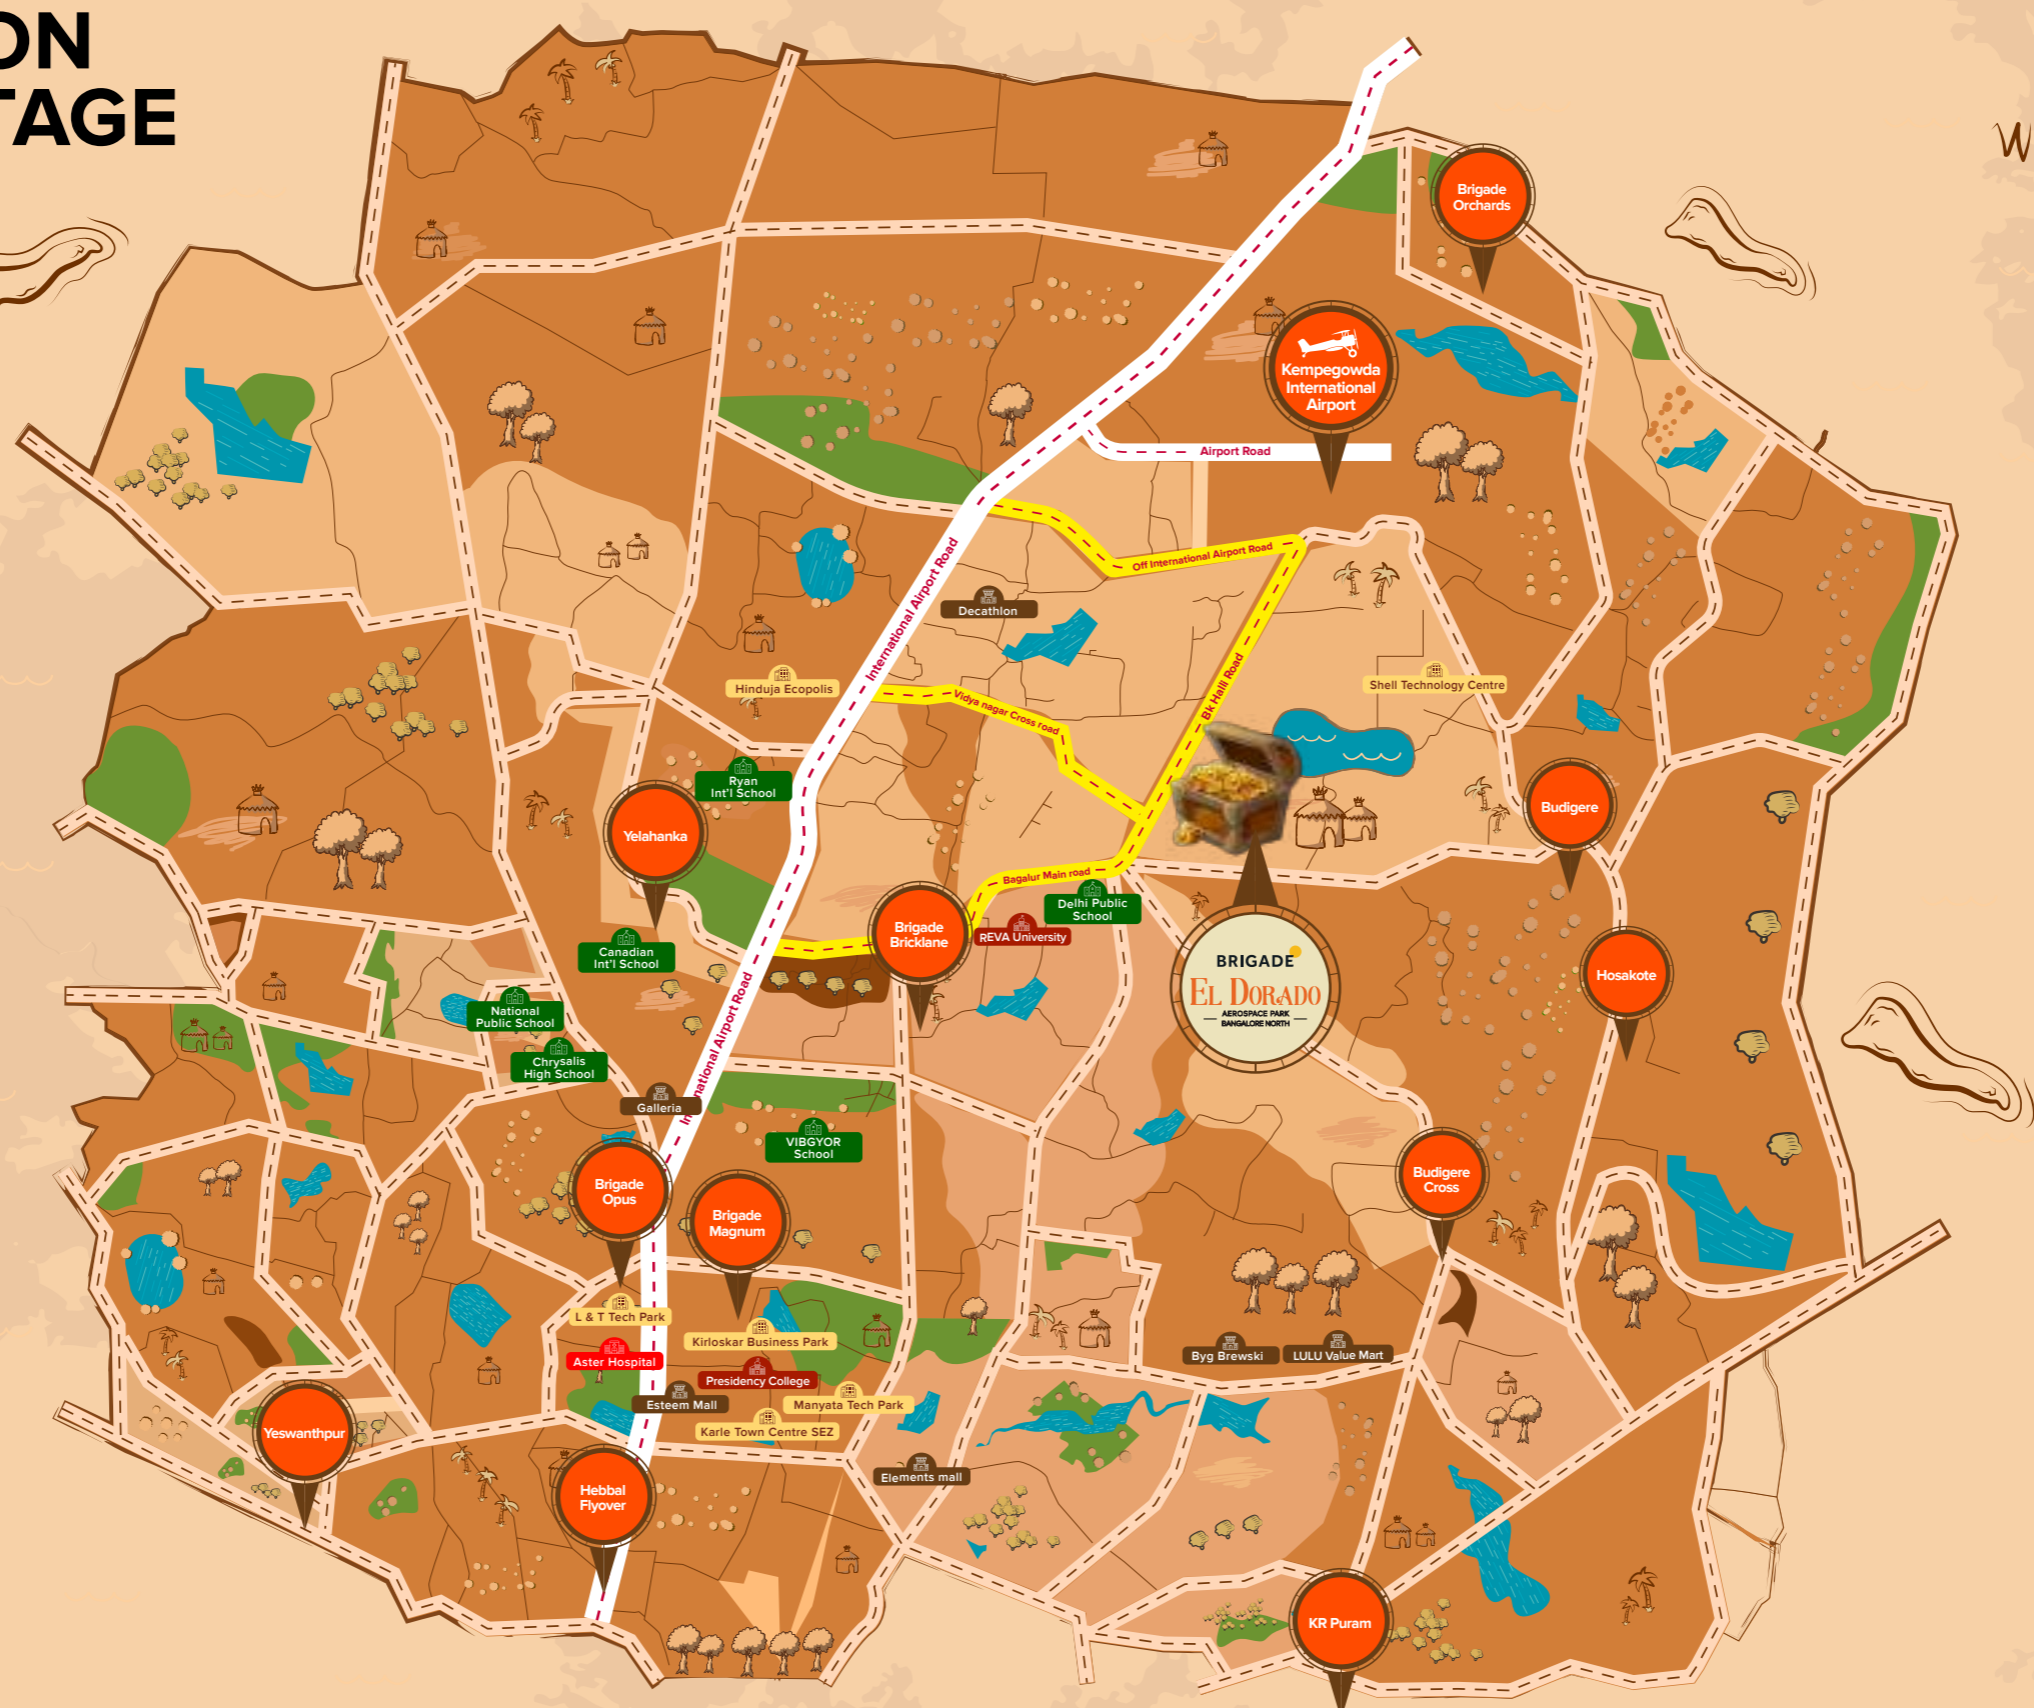 ON
TAGE
W
Brigade
Orchards
Kempegowda
International
Airport
Airport Road
Off International Airport Road
International Airport Road
Decathlon
Hinduja Ecopolis
Vidya nagar Cross road
Bk Halli Road
Shell Technology Centre
Ryan
Int'l School
Yelahanka
Budigere
Bagalur Main road
Delhi Public
School
Brigade
Bricklane
REVA University
Canadian
Int'l School
Hosakote
BRIGADE
EL DORADO
AEROSPACE PARK
BANGALORE NORTH
National
Public School
Chrysalis
High School
International Airport Road
Galleria
VIBGYOR
School
Brigade
Opus
Brigade
Magnum
Budigere
Cross
L & T Tech Park
Kirloskar Business Park
Aster Hospital
Presidency College
Byg Brewski
LULU Value Mart
Esteem Mall
Manyata Tech Park
Karle Town Centre SEZ
Yeswanthpur
Elements mall
Hebbal
Flyover
KR Puram